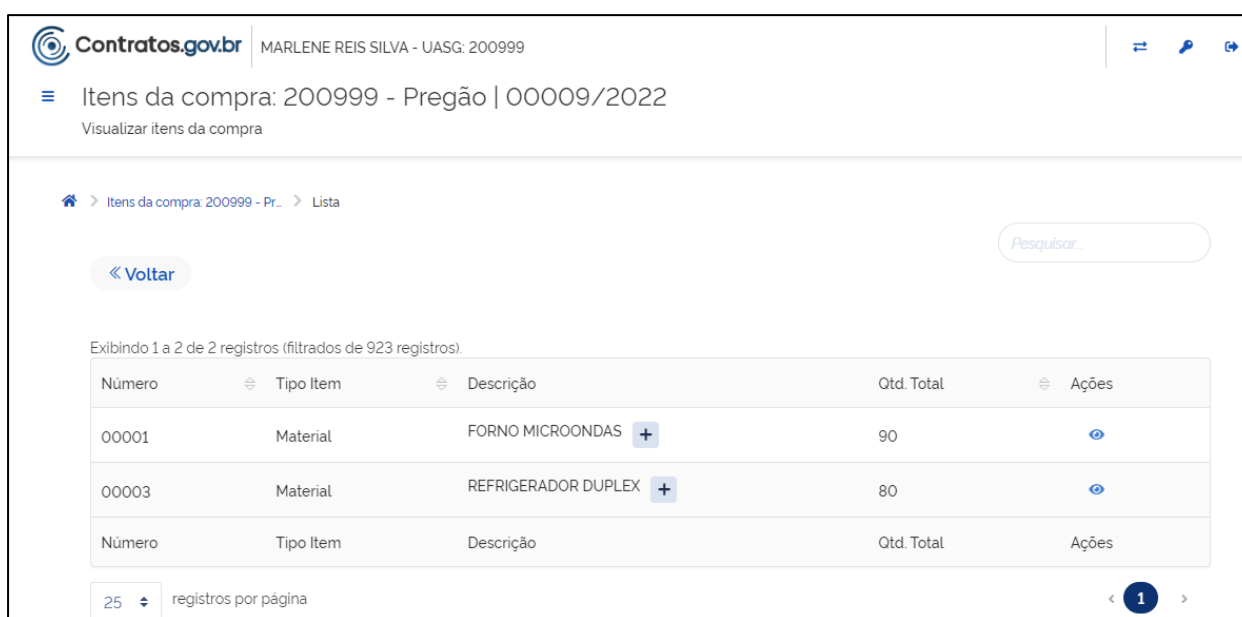 Contratos.gov.br MARLENE REIS SILVA - UASG: 200999
Itens da compra: 200999 - Pregão | 00009/2022
Visualizar itens da compra
Itens da compra: 200999 - Pr... > Lista
Pesquisar...
Voltar
Exibindo 1 a 2 de 2 registros (filtrados de 923 registros).
Número Tipo Item Descrição Qtd. Total Ações
00001 Material FORNO MICROONDAS + 90
00003 Material REFRIGERADOR DUPLEX + 80
Número Tipo Item Descrição Qtd. Total Ações
25 registros por página < 1 >